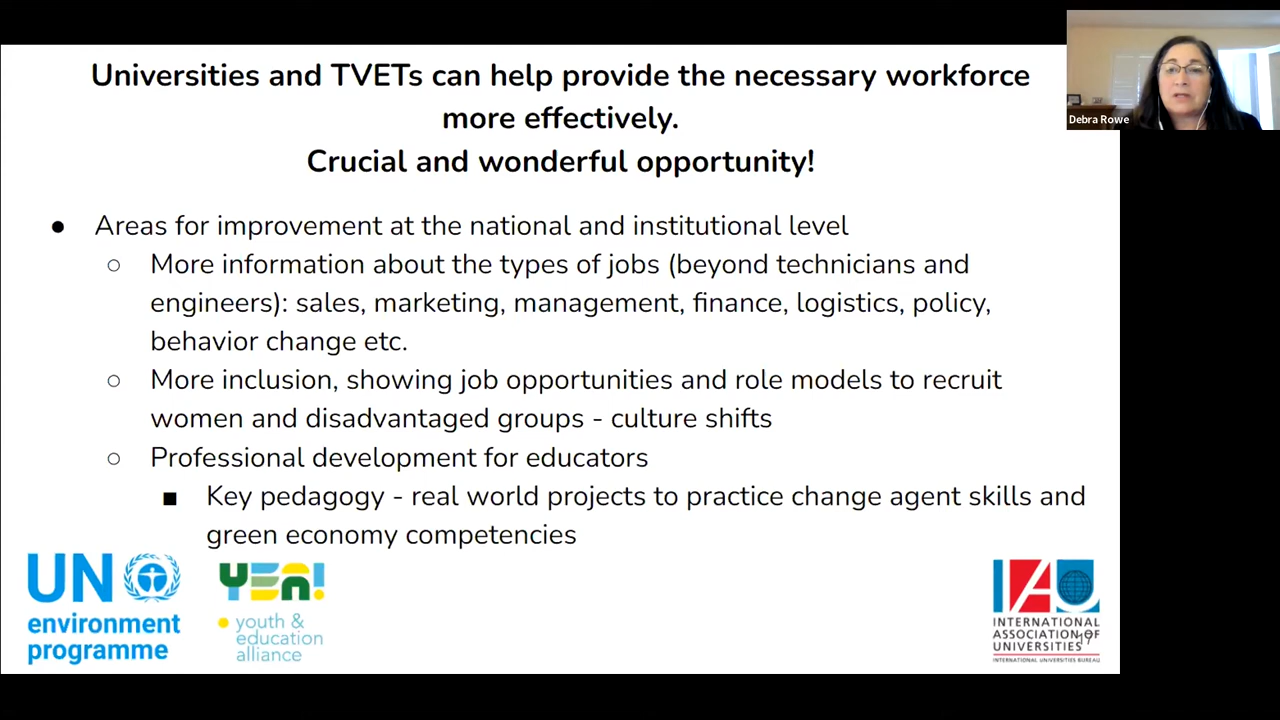 Universities and TVETs can help provide the necessary workforce
more effectively.
Crucial and wonderful opportunity!
Debra Rowe
● Areas for improvement at the national and institutional level
○ More information about the types of jobs (beyond technicians and
engineers): sales, marketing, management, finance, logistics, policy,
behavior change etc.
○ More inclusion, showing job opportunities and role models to recruit
women and disadvantaged groups - culture shifts
○ Professional development for educators
■ Key pedagogy - real world projects to practice change agent skills and
green economy competencies
UN
environment
programme
YEA!
youth &
education
alliance
IAU
INTERNATIONAL
ASSOCIATION OF
UNIVERSITIES
INTERNATIONAL UNIVERSITIES BUREAU
17